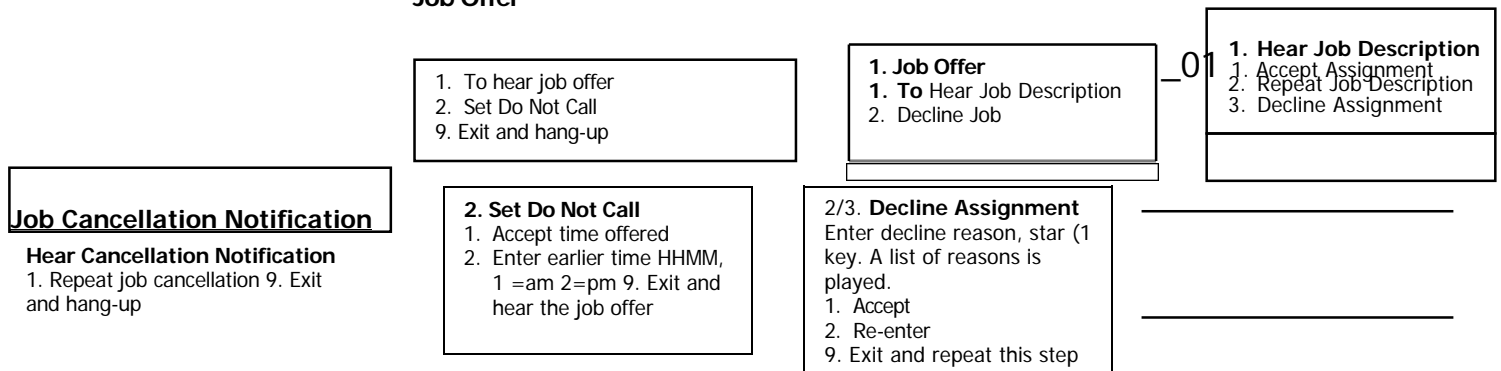 Job Offer
1. To hear job offer
2. Set Do Not Call
9. Exit and hang-up
1. Job Offer
1. To Hear Job Description
2. Decline Job
_01
1. Hear Job Description
1. Accept Assignment
2. Repeat Job Description
3. Decline Assignment
Job Cancellation Notification
Hear Cancellation Notification
1. Repeat job cancellation 9. Exit
and hang-up
2. Set Do Not Call
1. Accept time offered
2. Enter earlier time HHMM,
1 =am 2=pm 9. Exit and
hear the job offer
2/3. Decline Assignment
Enter decline reason, star (1
key. A list of reasons is
played.
1. Accept
2. Re-enter
9. Exit and repeat this step